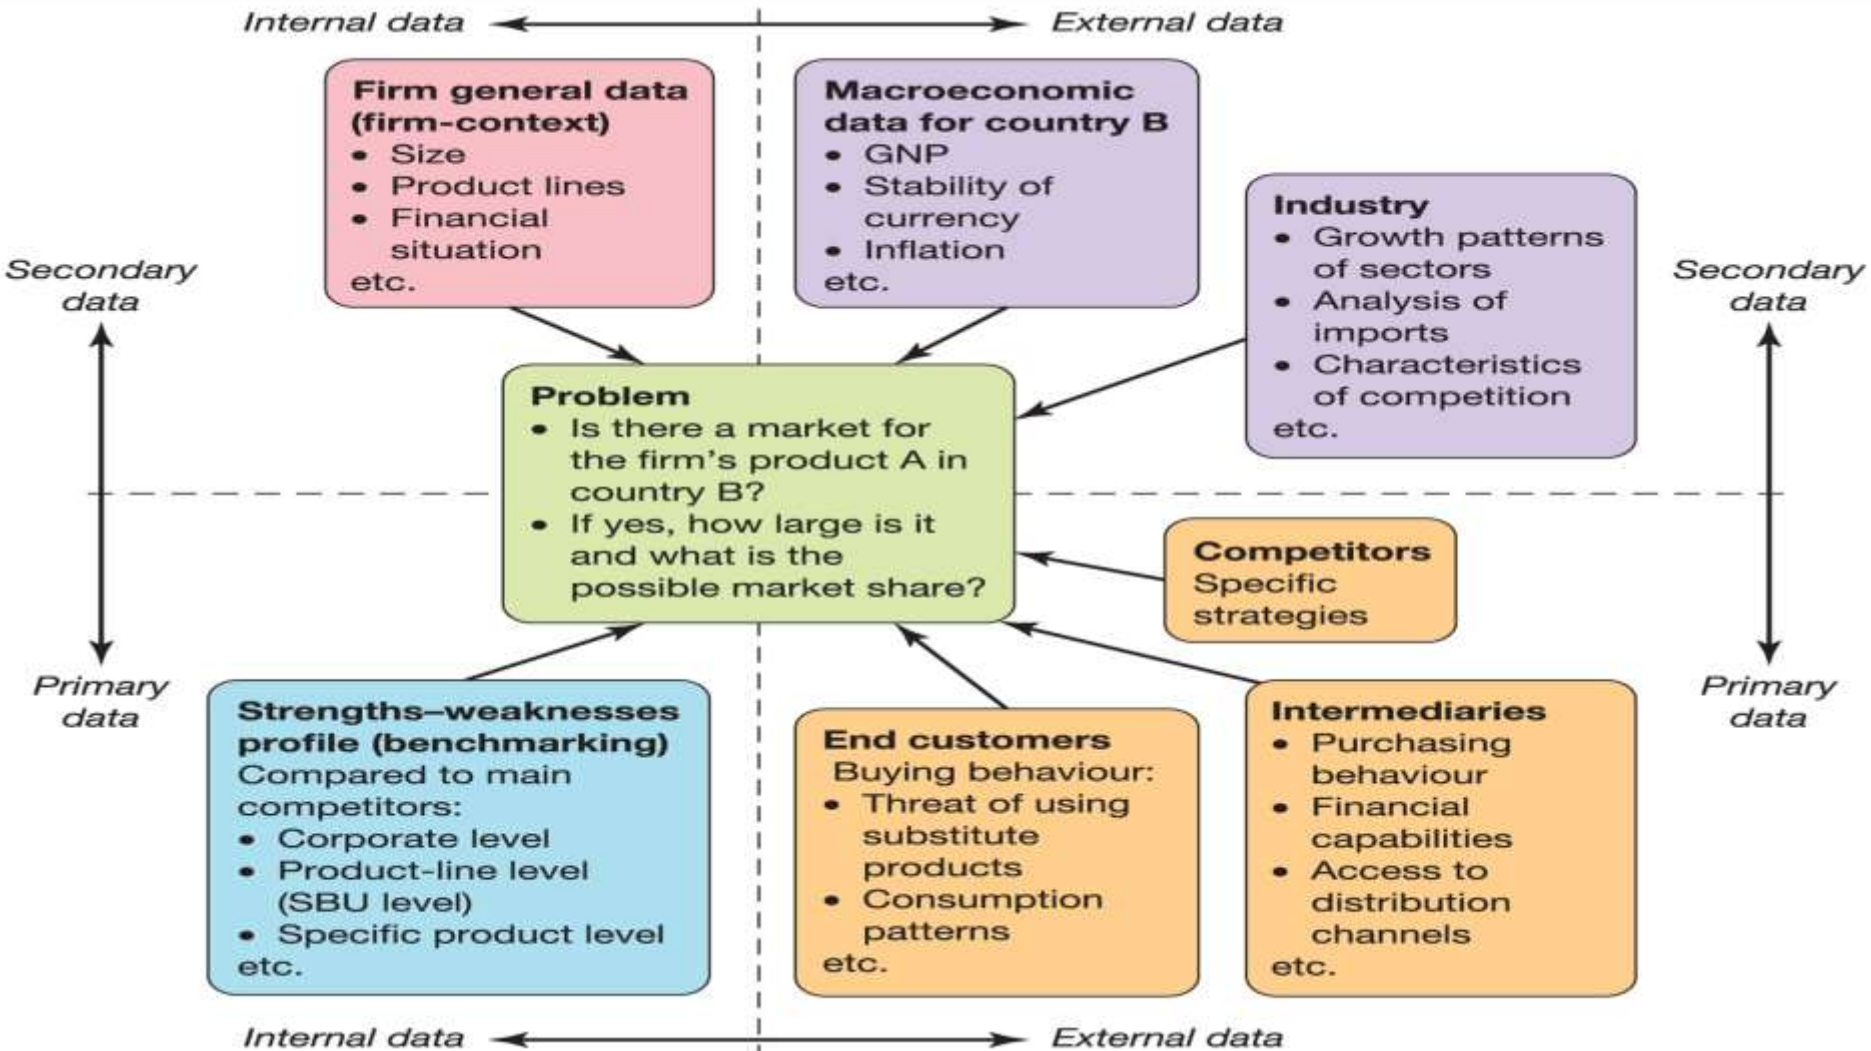 Internal data
External data
Firm general data
(firm-context)
• Size
• Product lines
• Financial
situation
etc.
Macroeconomic
data for country B
• GNP
• Stability of
currency
• Inflation
etc.
Industry
• Growth patterns
of sectors
• Analysis of
imports
• Characteristics
of competition
etc.
Secondary
data
Secondary
data
Problem
• Is there a market for
the firm's product A in
country B?
• If yes, how large is it
and what is the
possible market share?
Competitors
Specific
strategies
Primary
data
Primary
data
Strengths–weaknesses
profile (benchmarking)
Compared to main
competitors:
• Corporate level
• Product-line level
(SBU level)
• Specific product level
etc.
End customers
Buying behaviour:
• Threat of using
substitute
products
• Consumption
patterns
etc.
Intermediaries
• Purchasing
behaviour
• Financial
capabilities
• Access to
distribution
channels
etc.
Internal data
External data